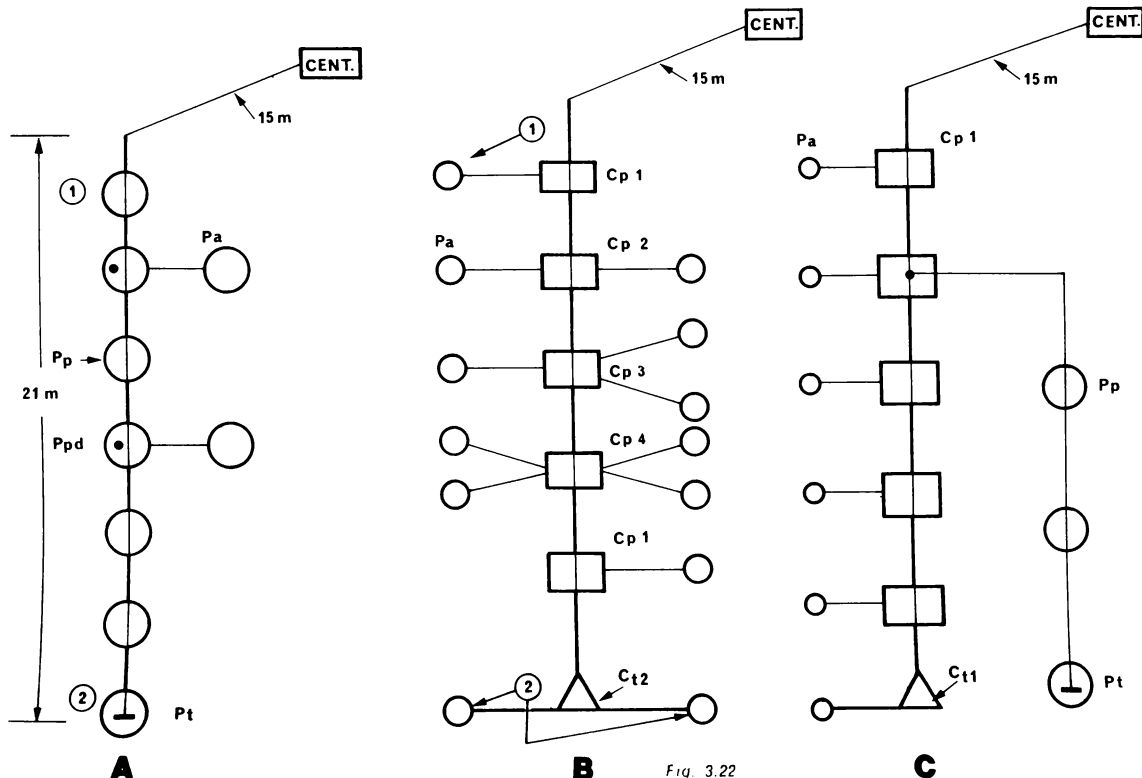 CENT.
15 m
1
Pa
Pp
21 m
Ppd
2
Pt
A
CENT.
15 m
1
Cp 1
Pa
Cp 2
Cp 3
Cp 4
Cp 1
2
Ct2
B
Fig. 3.22
CENT.
15 m
Pa
Cp 1
Pp
Ct1
Pt
C